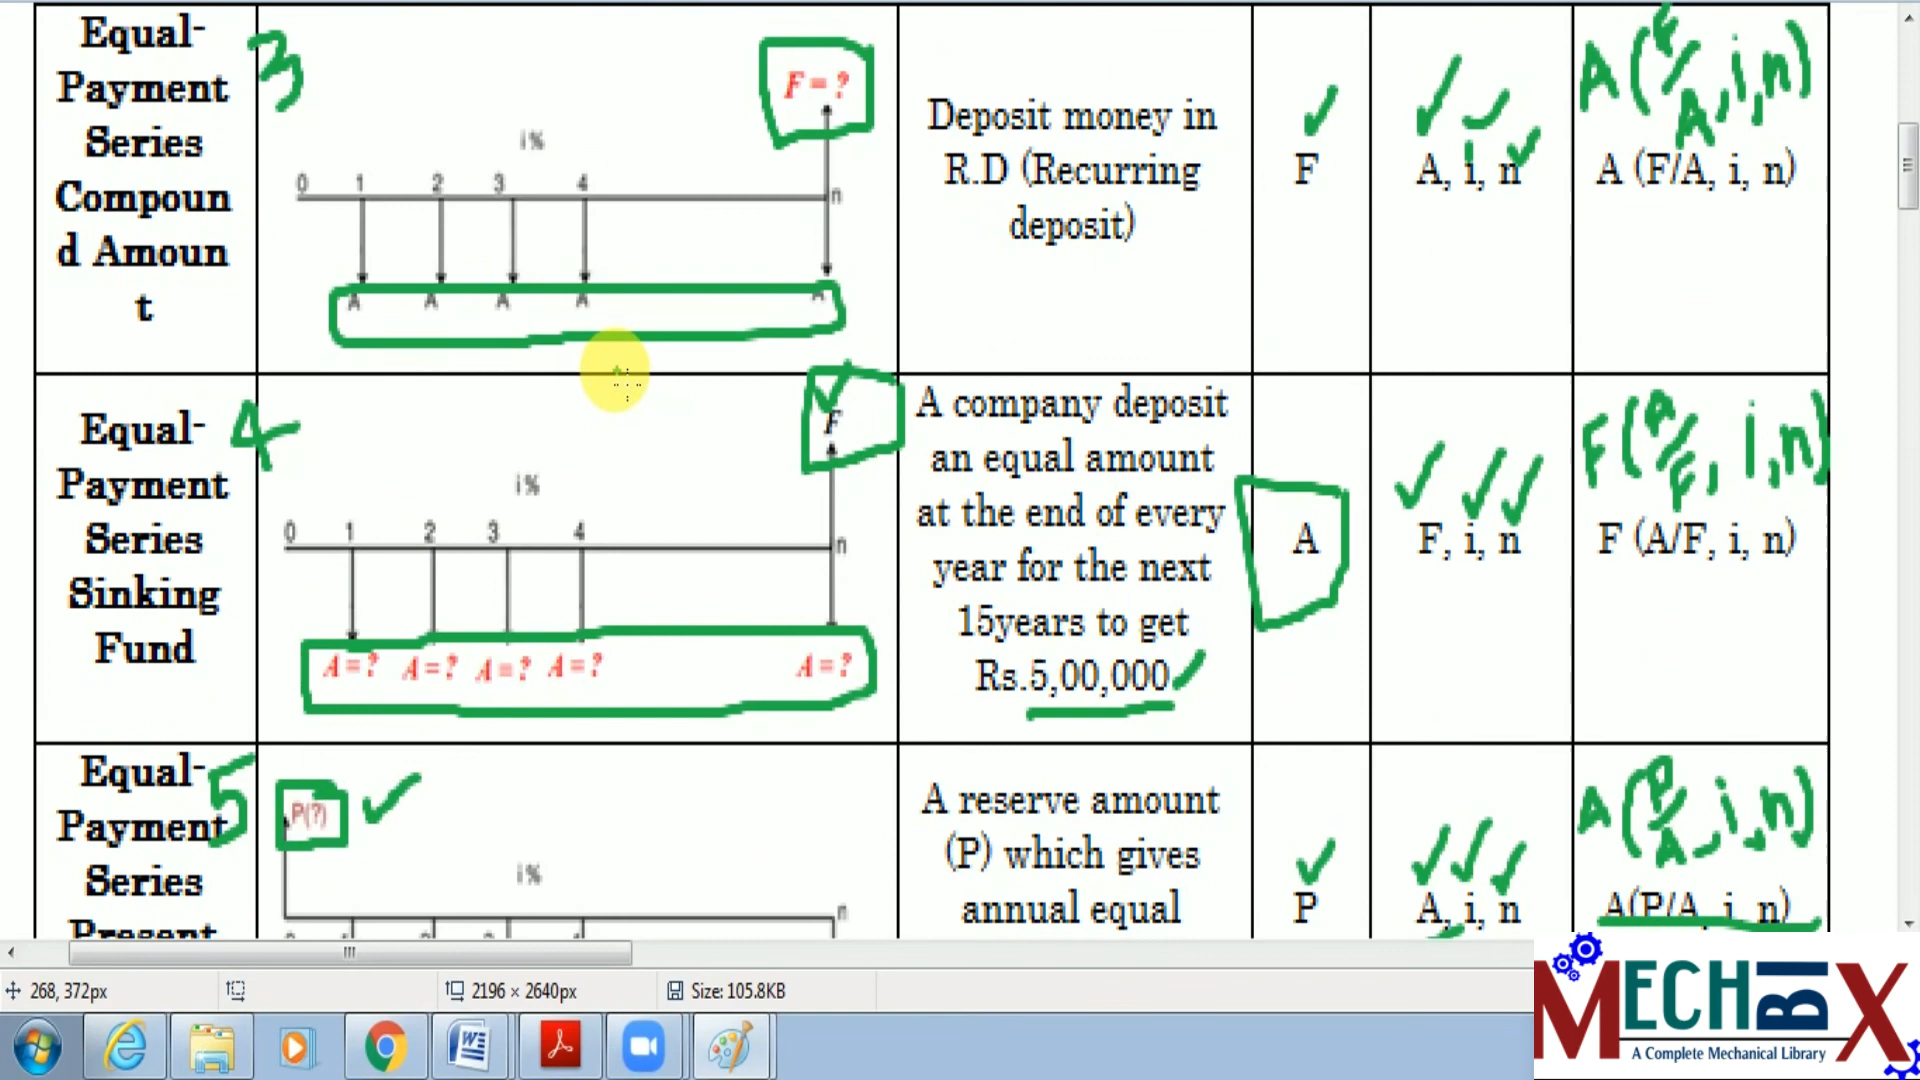 Equal-
Payment
Series
Compoun
d Amoun
t
3
F = ?
i %
0 1 2 3 4 n
A A A A A
Deposit money in
R.D (Recurring
deposit)
F
A, i, n
A (F/A, i, n)
A (F/A, i, n)
Equal-
Payment
Series
Sinking
Fund
4
F
i %
0 1 2 3 4 n
A = ? A = ? A = ? A = ? A = ?
A company deposit
an equal amount
at the end of every
year for the next
15years to get
Rs.5,00,000
A
F, i, n
F (A/F, i, n)
F (A/F, i, n)
Equal-
Payment
Series
Present
5
P(?)
i %
n
A reserve amount
(P) which gives
annual equal
P
A, i, n
A (P/A, i, n)
A(P/A, i, n)
268, 372px
2196 × 2640px
Size: 105.8KB
MECHBIX
A Complete Mechanical Library